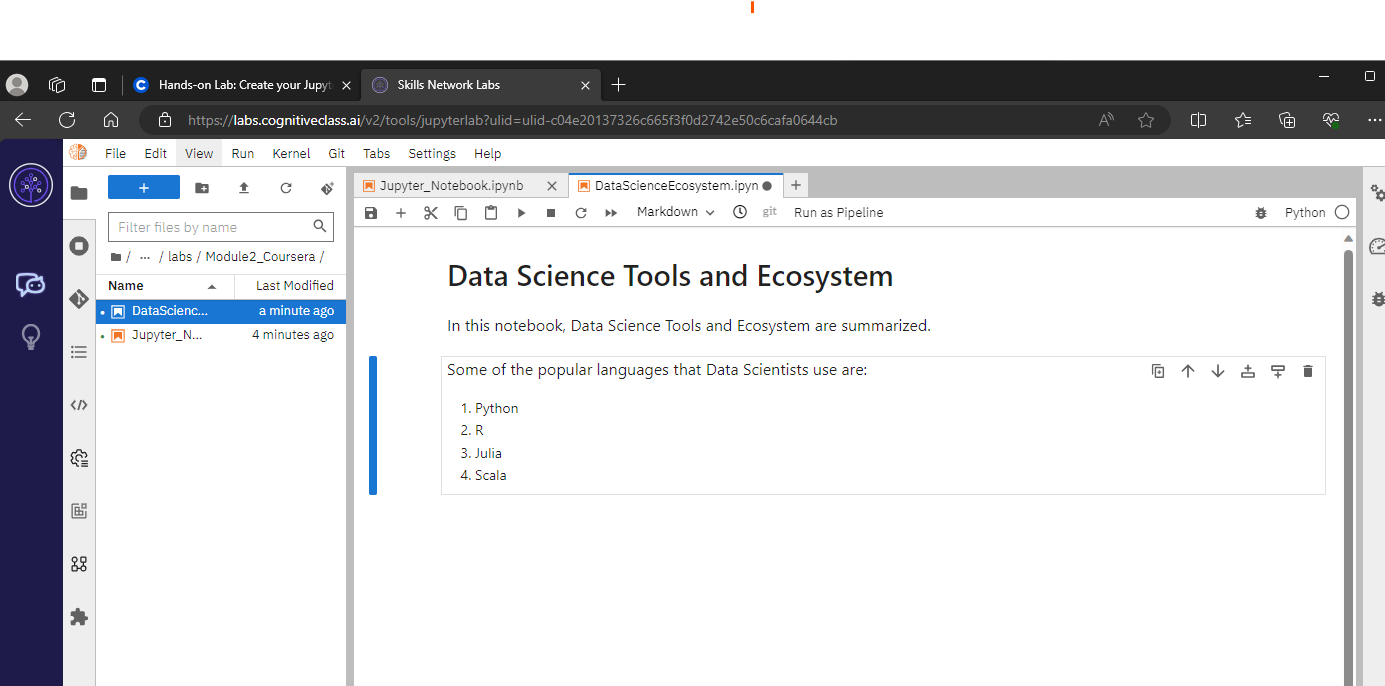 Hands-on Lab: Create your Jupyt
Skills Network Labs
https://labs.cognitiveclass.ai/v2/tools/jupyterlab?ulid=ulid-c04e20137326c665f3f0d2742e50c6cafa0644cb
File Edit View Run Kernel Git Tabs Settings Help
Filter files by name
/ ... / labs / Module2_Coursera /
Name Last Modified
DataScienc... a minute ago
Jupyter_N... 4 minutes ago
Jupyter_Notebook.ipynb
DataScienceEcosystem.ipyn
Markdown git Run as Pipeline Python
Data Science Tools and Ecosystem
In this notebook, Data Science Tools and Ecosystem are summarized.
Some of the popular languages that Data Scientists use are:
1. Python
2. R
3. Julia
4. Scala